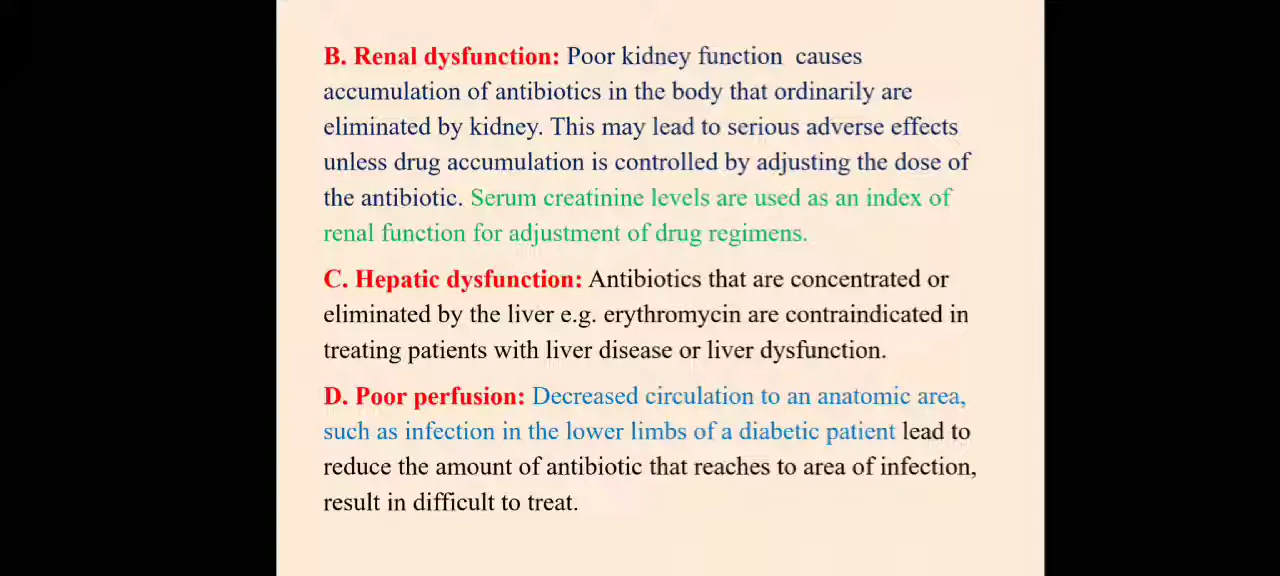 B. Renal dysfunction: Poor kidney function causes
accumulation of antibiotics in the body that ordinarily are
eliminated by kidney. This may lead to serious adverse effects
unless drug accumulation is controlled by adjusting the dose of
the antibiotic. Serum creatinine levels are used as an index of
renal function for adjustment of drug regimens.
C. Hepatic dysfunction: Antibiotics that are concentrated or
eliminated by the liver e.g. erythromycin are contraindicated in
treating patients with liver disease or liver dysfunction.
D. Poor perfusion: Decreased circulation to an anatomic area,
such as infection in the lower limbs of a diabetic patient lead to
reduce the amount of antibiotic that reaches to area of infection,
result in difficult to treat.